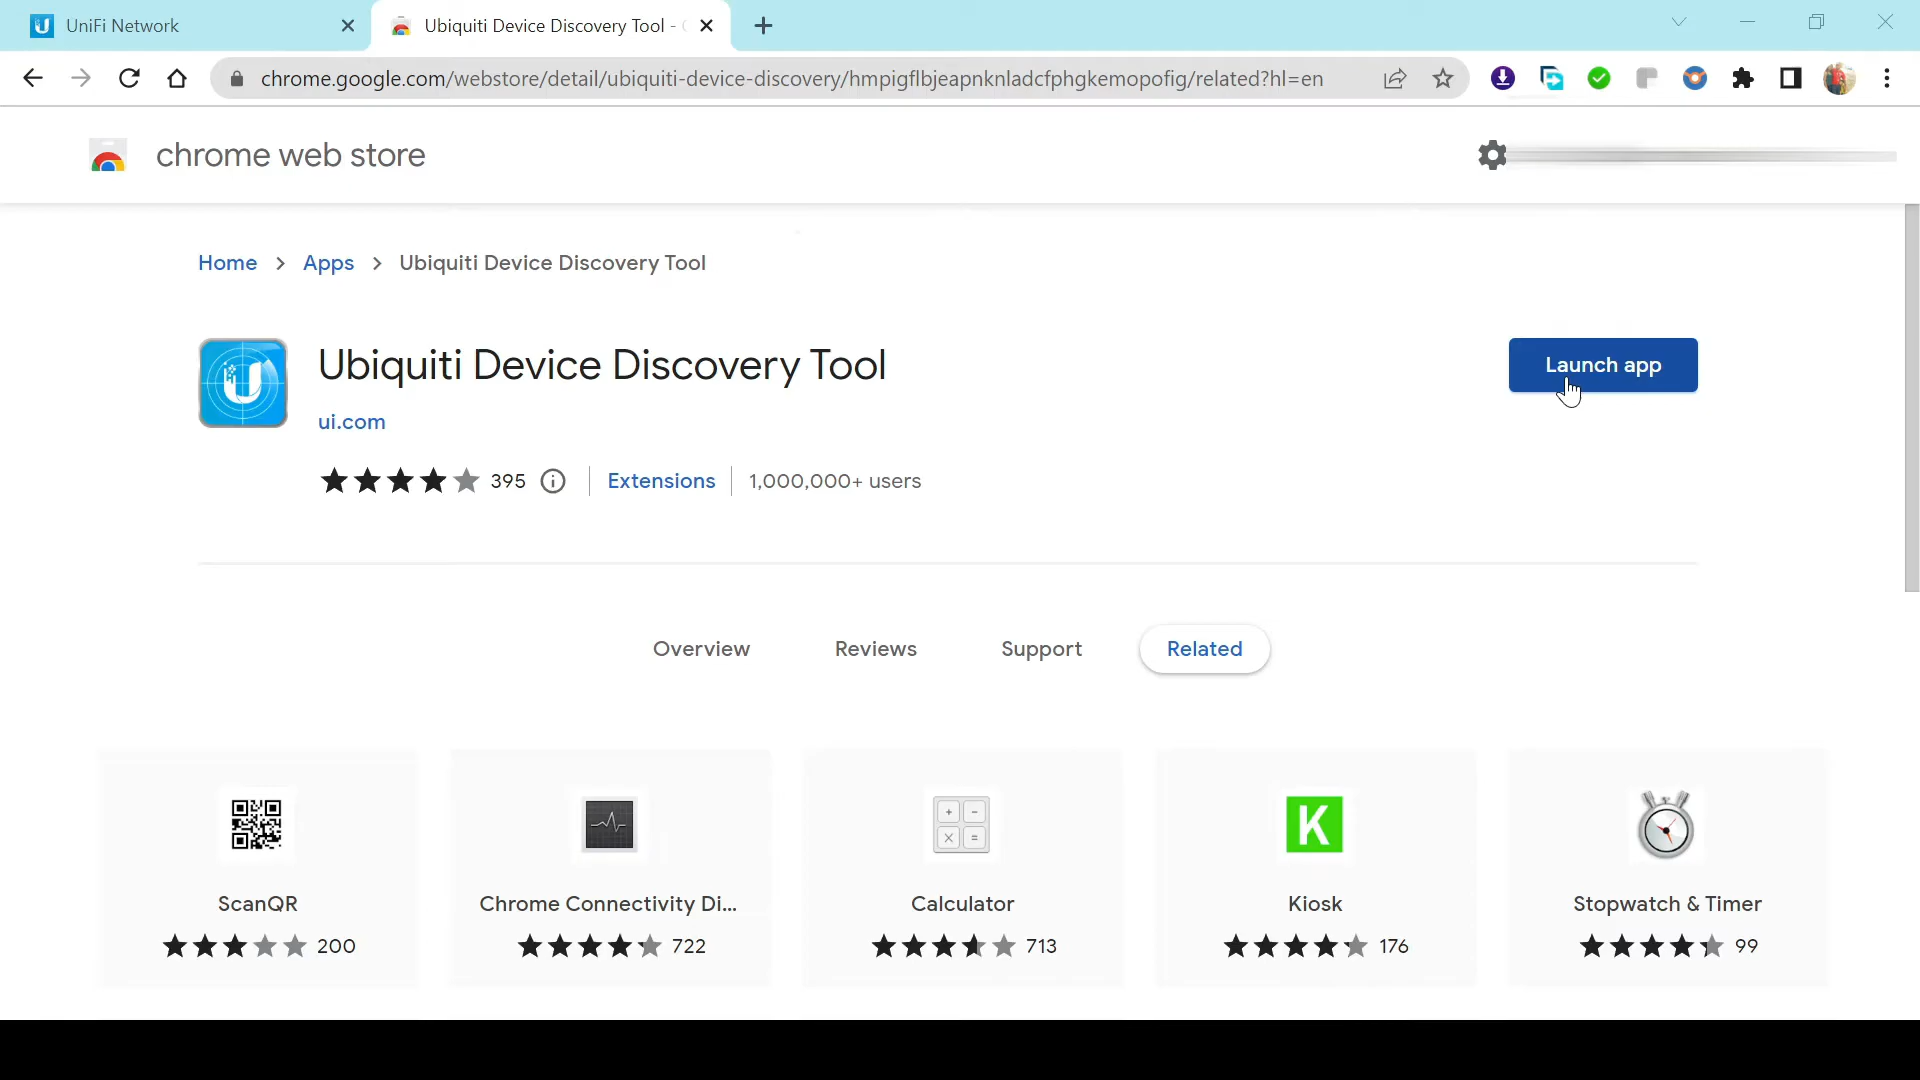 UniFi Network
Ubiquiti Device Discovery Tool -
chrome.google.com/webstore/detail/ubiquiti-device-discovery/hmpigflbjeapnknladcfphgkemopofig/related?hl=en
chrome web store
Home > Apps > Ubiquiti Device Discovery Tool
Ubiquiti Device Discovery Tool
Launch app
ui.com
395 Extensions 1,000,000+ users
Overview Reviews Support Related
ScanQR Chrome Connectivity Di... Calculator Kiosk Stopwatch & Timer
200 722 713 176 99